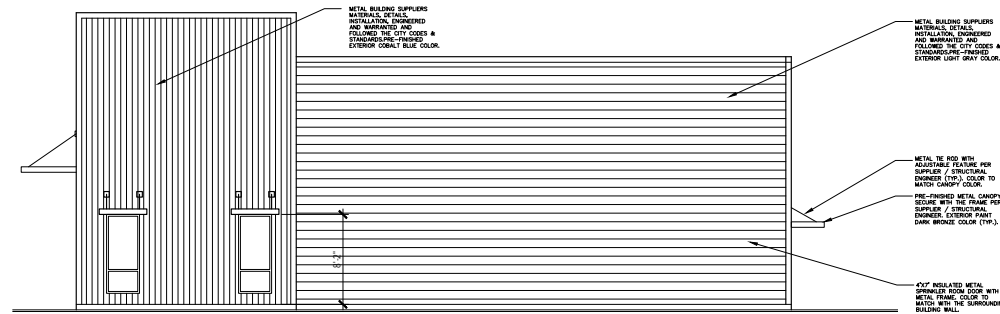 METAL BUILDING SUPPLIERS
MATERIALS, DETAILS,
INSTALLATION, ENGINEERED
AND WARRANTED AND
FOLLOWED THE CITY CODES &
STANDARDS.PRE-FINISHED
EXTERIOR COBALT BLUE COLOR.
METAL BUILDING SUPPLIERS
MATERIALS, DETAILS,
INSTALLATION, ENGINEERED
AND WARRANTED AND
FOLLOWED THE CITY CODES &
STANDARDS.PRE-FINISHED
EXTERIOR LIGHT GRAY COLOR.
METAL TIE ROD WITH
ADJUSTABLE FEATURE PER
SUPPLIER / STRUCTURAL
ENGINEER (TYP.). COLOR TO
MATCH CANOPY COLOR.
PRE-FINISHED METAL CANOPY
SECURE WITH THE FRAME PER
SUPPLIER / STRUCTURAL
ENGINEER. EXTERIOR PAINT
DARK BRONZE COLOR (TYP.).
8'-2"
4'X7' INSULATED METAL
SPRINKLER ROOM DOOR WITH
METAL FRAME. COLOR TO
MATCH WITH THE SURROUNDIN
BUILDING WALL.